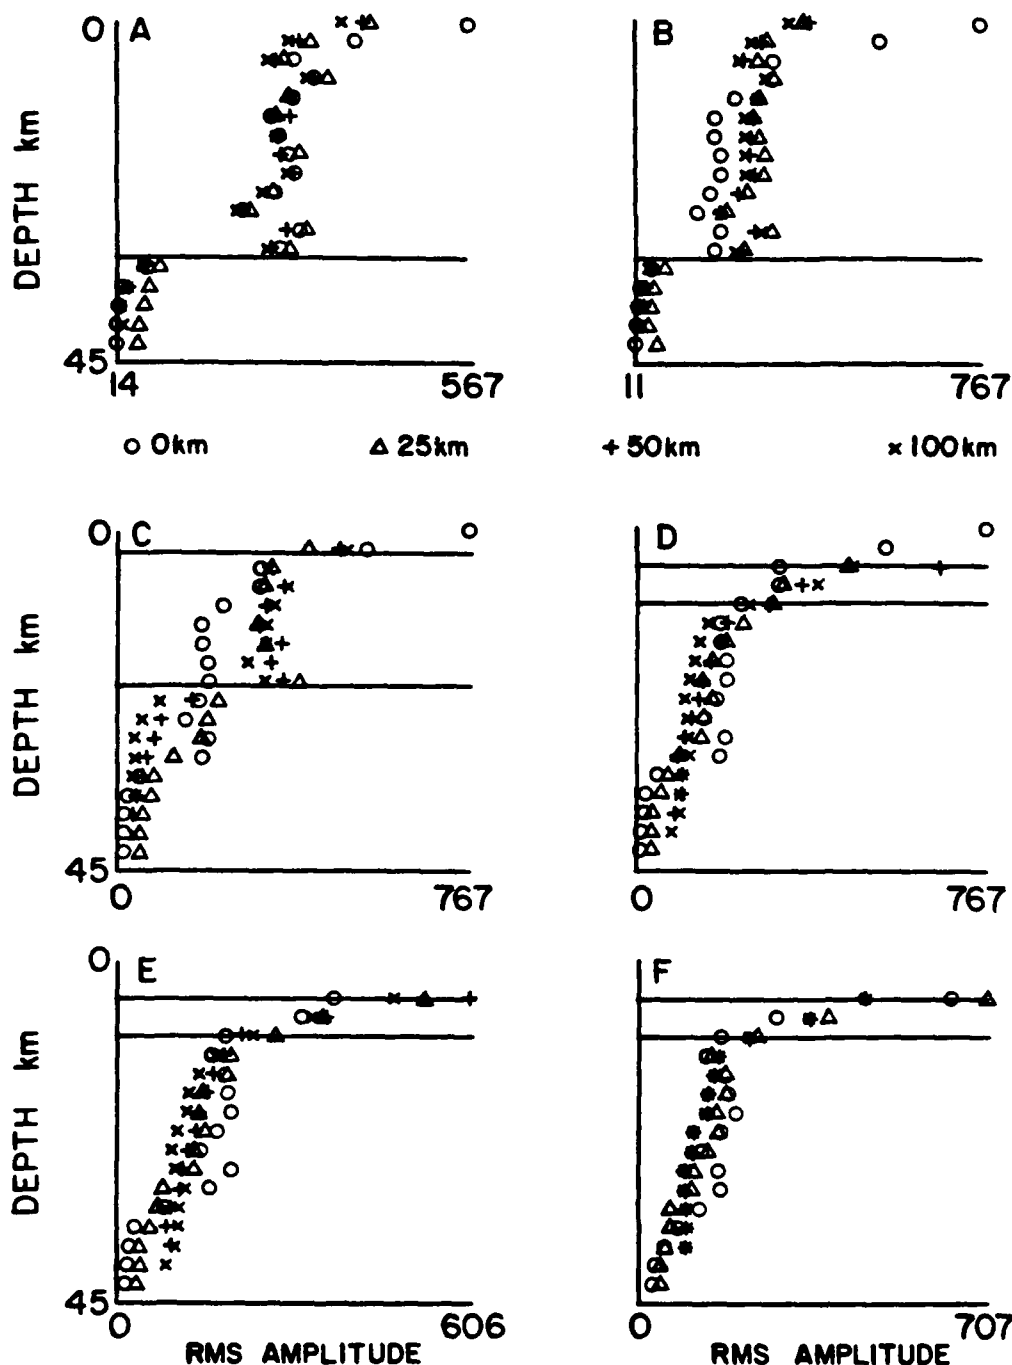 0 A B
DEPTH km
45
14 567 11 767
○ 0km △ 25km + 50km × 100km
0 C D
DEPTH km
45
0 767 0 767
0 E F
DEPTH km
45
0 606 0 707
RMS AMPLITUDE RMS AMPLITUDE